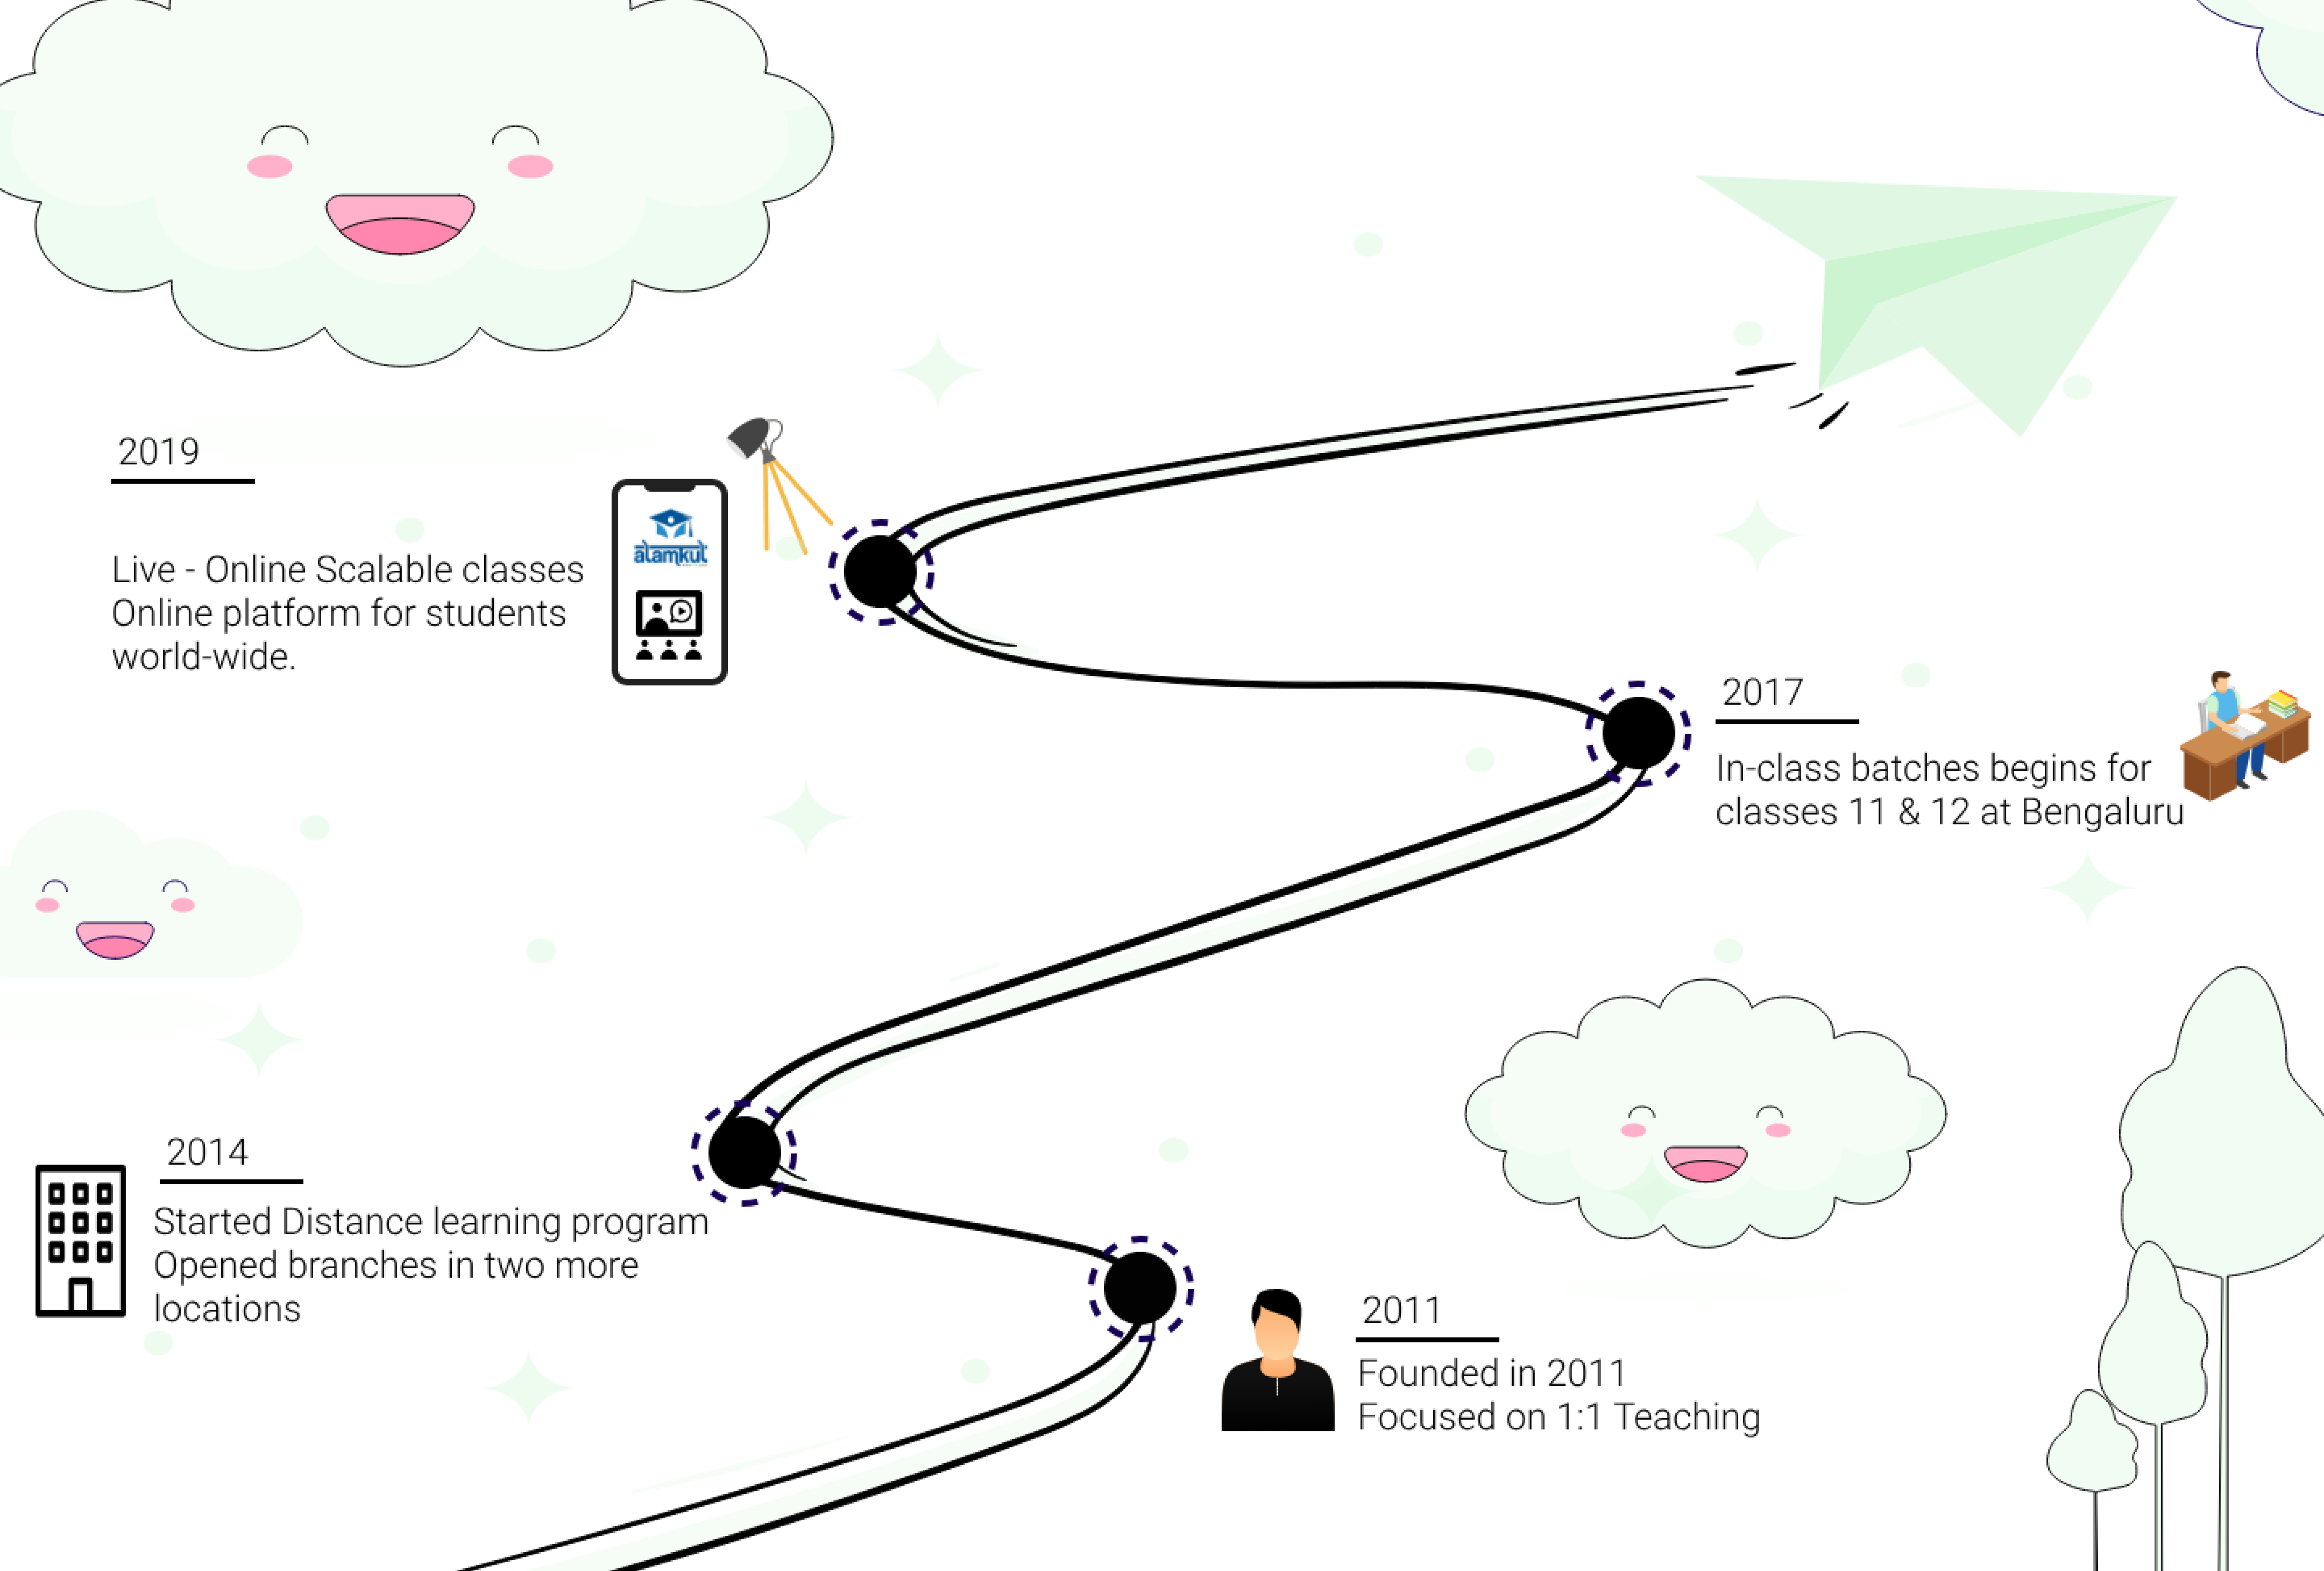 2019
Live - Online Scalable classes
Online platform for students
world-wide.
alamkut
2017
In-class batches begins for
classes 11 & 12 at Bengaluru
2014
Started Distance learning program
Opened branches in two more
locations
2011
Founded in 2011
Focused on 1:1 Teaching